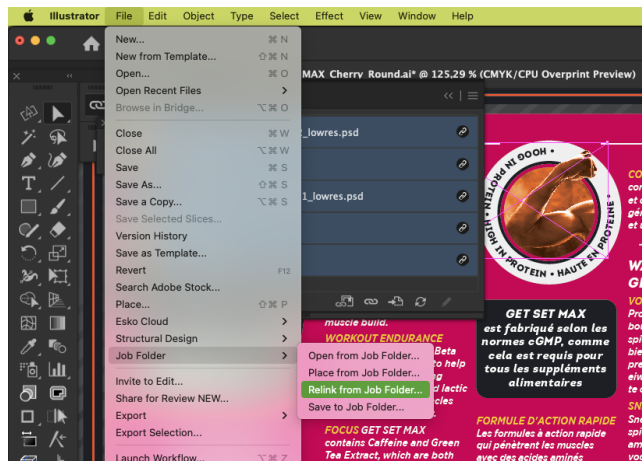 Illustrator File Edit Object Type Select Effect View Window Help
MAX_Cherry_Round.ai* @ 125,29 % (CMYK/CPU Overprint Preview)
New... ⌘ N
New from Template... ⇧⌘ N
Open... ⌘ O
Open Recent Files >
Browse in Bridge... ⌥⌘ O
Close ⌘ W
Close All ⌥⌘ W
Save ⌘ S
Save As... ⇧⌘ S
Save a Copy... ⌥⌘ S
Save Selected Slices...
Version History
Save as Template...
Revert F12
Search Adobe Stock...
Place... ⇧⌘ P
Esko Cloud >
Structural Design >
Job Folder >
Invite to Edit...
Share for Review NEW...
Export >
Export Selection...
Launch Workflow... ⌥⌘ Z
Open from Job Folder...
Place from Job Folder...
Relink from Job Folder...
Save to Job Folder...
_lowres.psd
1_lowres.psd
HOOG IN PROTEIN • HIGH IN PROTEIN • HAUTE EN PROTEINE •
muscle build.
WORKOUT ENDURANCE
Beta
to help
ng
d lactic
cles
FOCUS GET SET MAX
contains Caffeine and Green
Tea Extract, which are both
GET SET MAX
est fabriqué selon les
normes cGMP, comme
cela est requis pour
tous les suppléments
alimentaires
FORMULE D'ACTION RAPIDE
Les formules à action rapide
qui pénètrent les muscles
avec des acides aminés